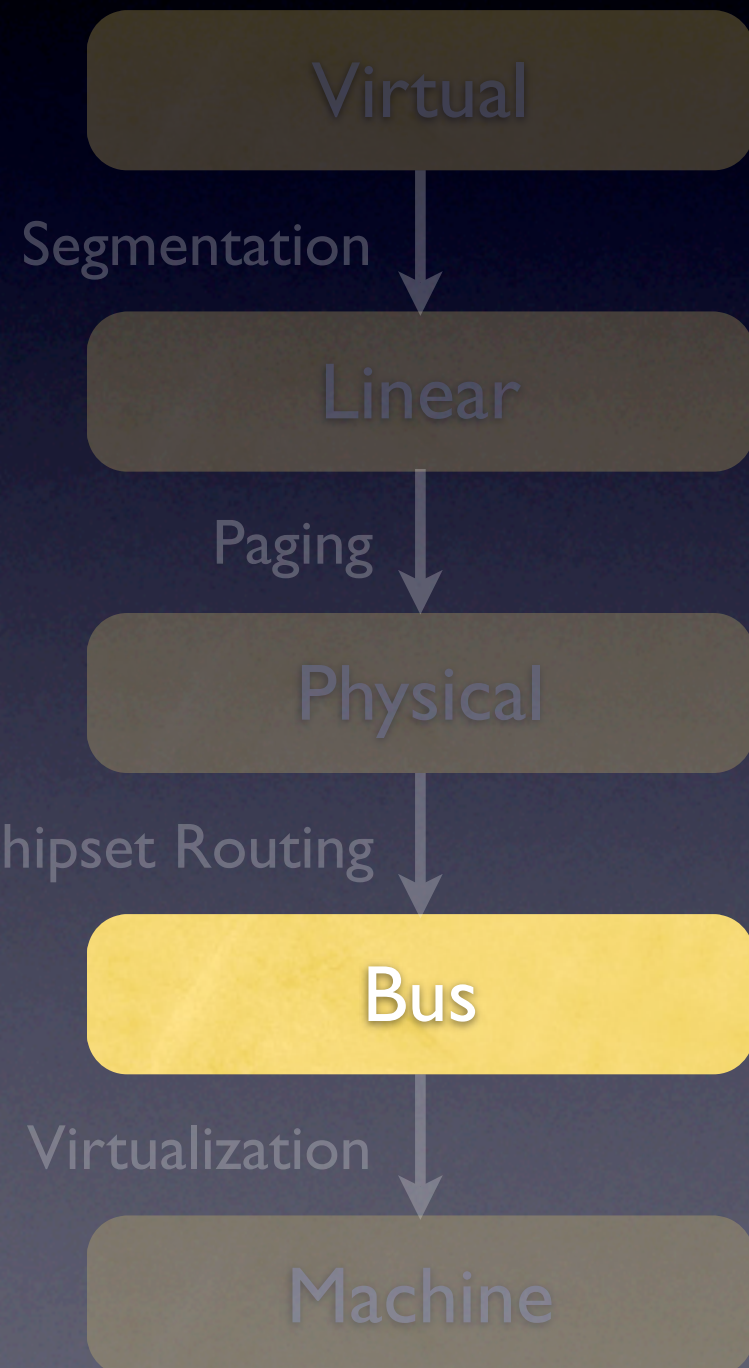 Virtual
Segmentation
Linear
Paging
Physical
hipset Routing
Bus
Virtualization
Machine